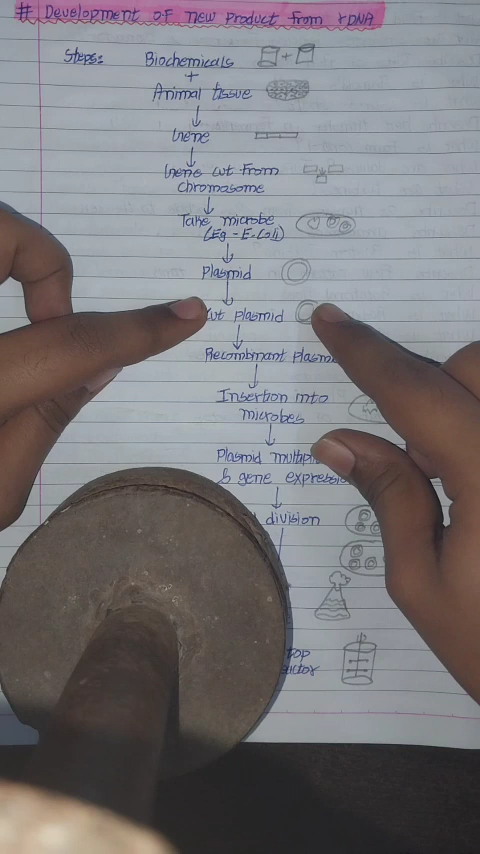 # Development of new product from rDNA
Steps: Biochemicals
+
Animal tissue
Gene
Gene cut from
chromosome
Take microbe
(Eg - E. Coli)
Plasmid
Cut plasmid
Recombinant
Insertion into
microbes
Plasmid
& gene
division